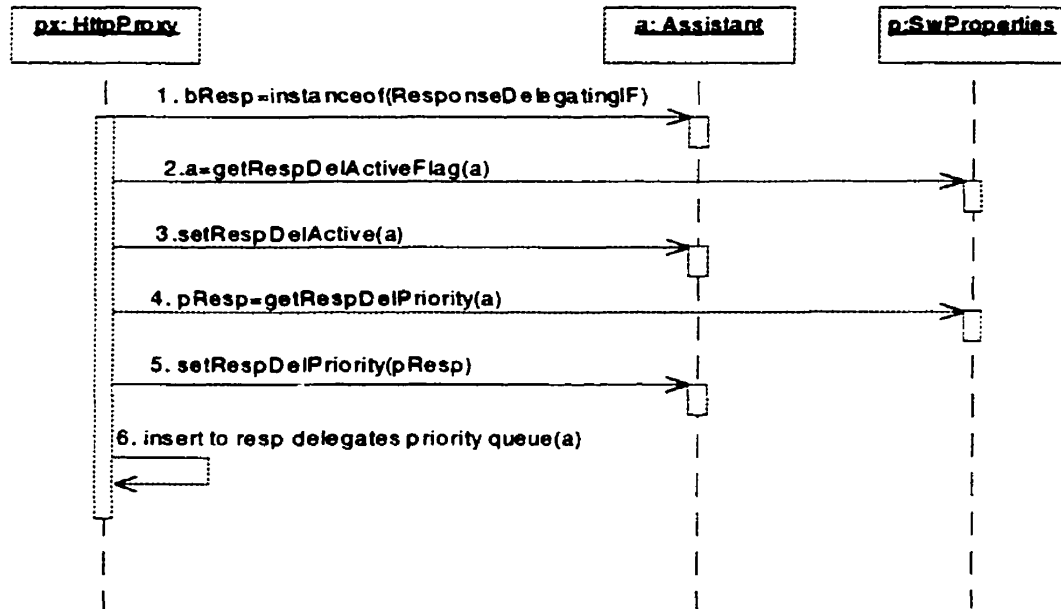 px: HttpProxy
a: Assistant
p:SwProperties
1. bResp=instanceof(ResponseDelegatingIF)
2.a=getRespDelActiveFlag(a)
3.setRespDelActive(a)
4. pResp=getRespDelPriority(a)
5. setRespDelPriority(pResp)
6. insert to resp delegates priority queue(a)